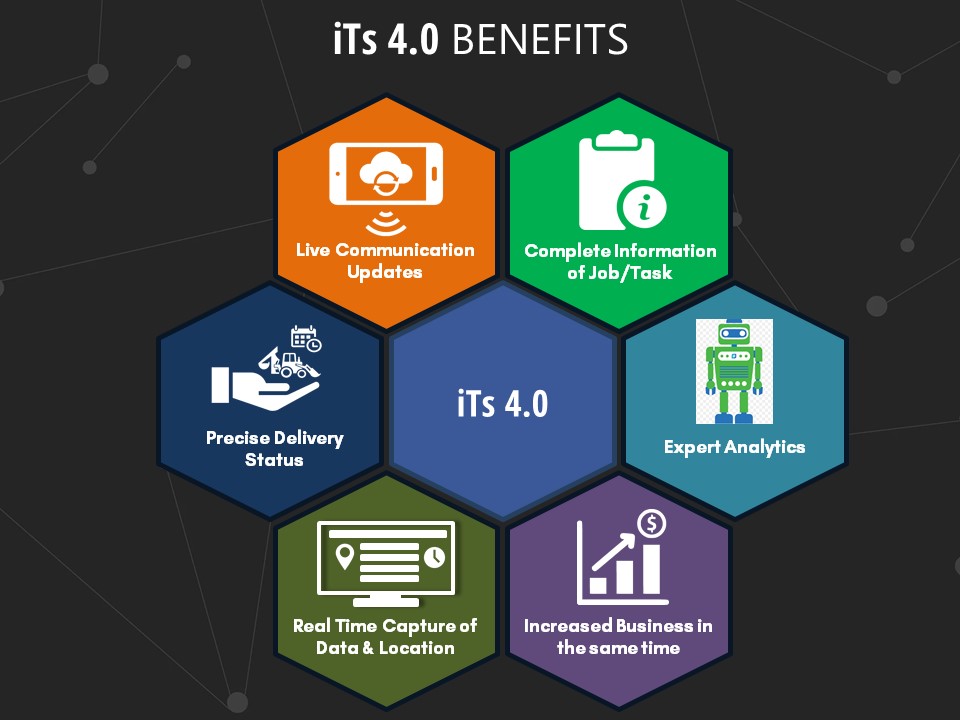 iTs 4.0 BENEFITS
Live Communication
Updates
Complete Information
of Job/Task
Precise Delivery
Status
iTs 4.0
Expert Analytics
Real Time Capture of
Data & Location
Increased Business in
the same time